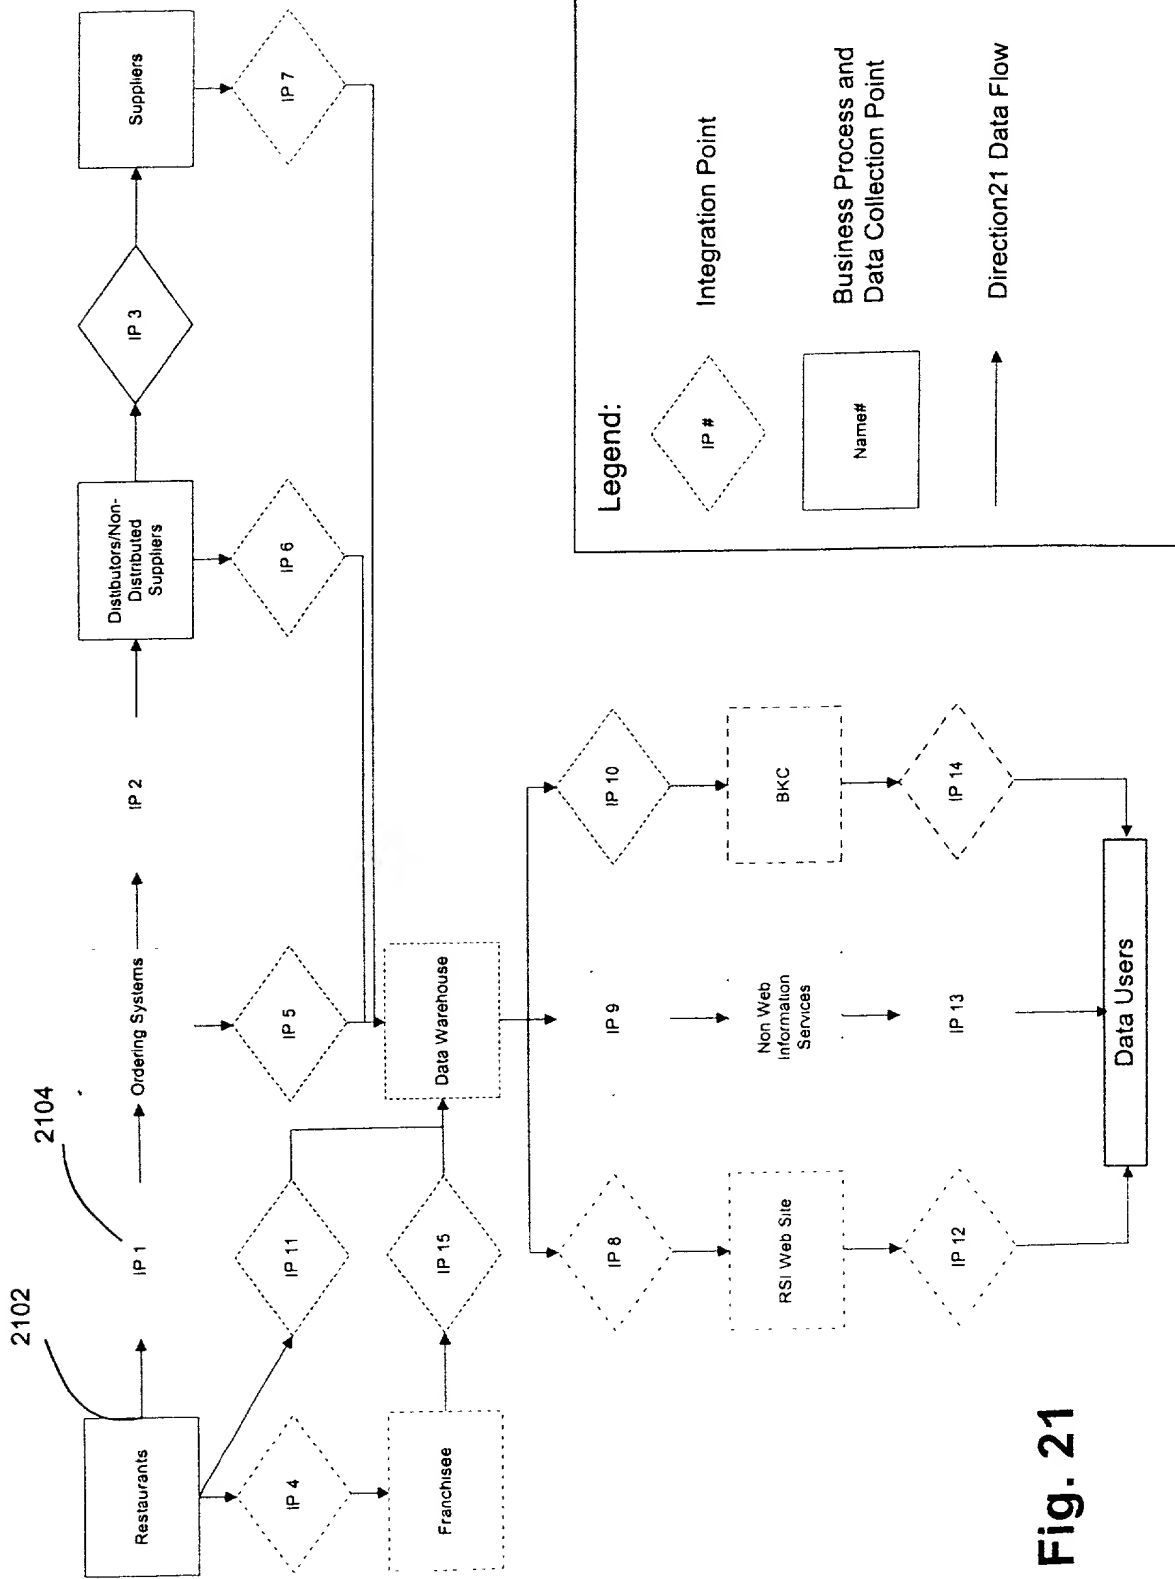 2102
2104
Restaurants
IP 1
Ordering Systems
IP 2
Distributors/Non-
Distributed
Suppliers
IP 3
Suppliers
IP 4
IP 11
IP 5
IP 6
IP 7
Franchisee
IP 15
Data Warehouse
IP 8
IP 9
IP 10
RSI Web Site
Non Web
Information
Services
BKC
IP 12
IP 13
IP 14
Data Users
Legend:
IP #
Integration Point
Name#
Business Process and
Data Collection Point
Direction21 Data Flow
Fig. 21